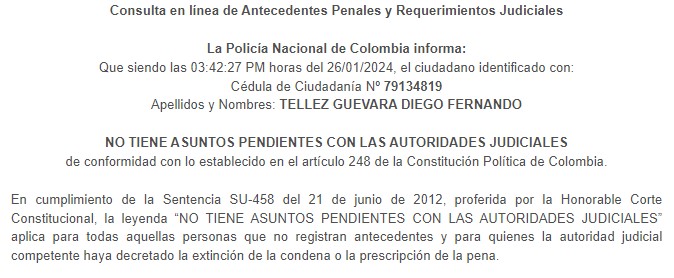 Consulta en línea de Antecedentes Penales y Requerimientos Judiciales
La Policía Nacional de Colombia informa:
Que siendo las 03:42:27 PM horas del 26/01/2024, el ciudadano identificado con:
Cédula de Ciudadanía Nº 79134819
Apellidos y Nombres: TELLEZ GUEVARA DIEGO FERNANDO
NO TIENE ASUNTOS PENDIENTES CON LAS AUTORIDADES JUDICIALES
de conformidad con lo establecido en el artículo 248 de la Constitución Política de Colombia.
En cumplimiento de la Sentencia SU-458 del 21 de junio de 2012, proferida por la Honorable Corte
Constitucional, la leyenda “NO TIENE ASUNTOS PENDIENTES CON LAS AUTORIDADES JUDICIALES”
aplica para todas aquellas personas que no registran antecedentes y para quienes la autoridad judicial
competente haya decretado la extinción de la condena o la prescripción de la pena.